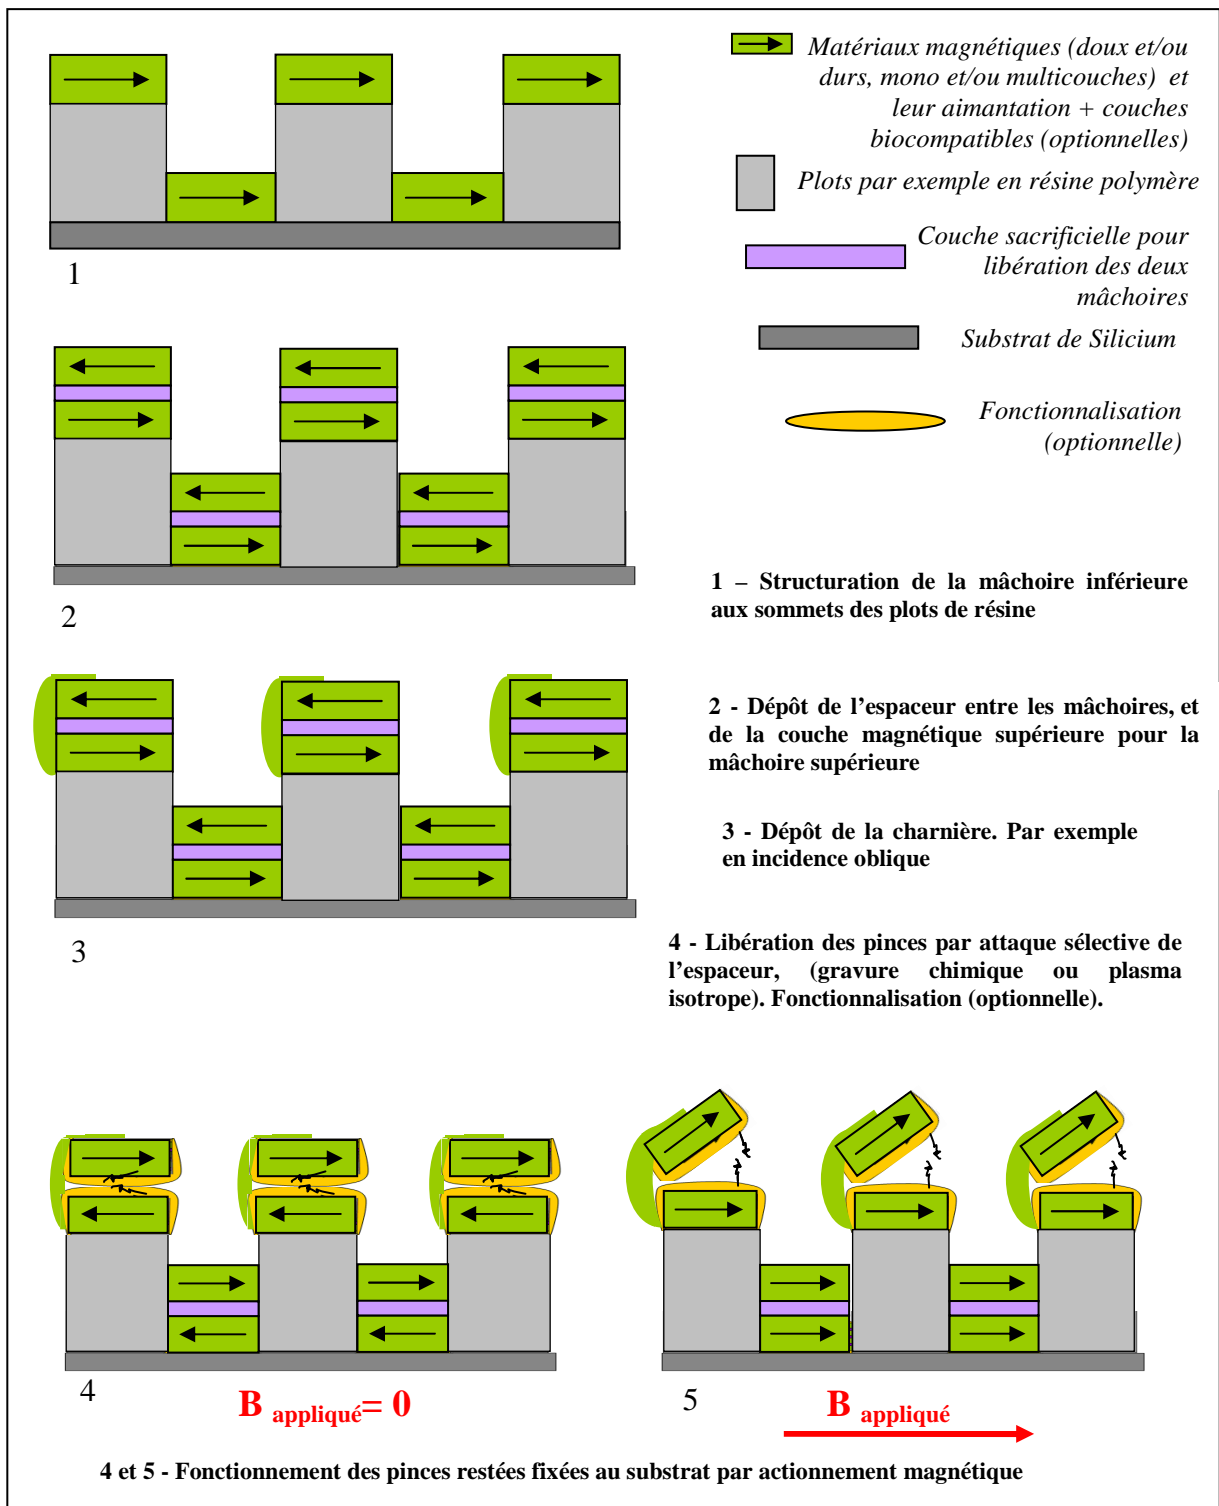 Matériaux magnétiques (doux et/ou
durs, mono et/ou multicouches) et
leur aimantation + couches
biocompatibles (optionnelles)
Plots par exemple en résine polymère
Couche sacrificielle pour
libération des deux
mâchoires
Substrat de Silicium
Fonctionnalisation
(optionnelle)
1
2
3
1 – Structuration de la mâchoire inférieure
aux sommets des plots de résine
2 - Dépôt de l'espaceur entre les mâchoires, et
de la couche magnétique supérieure pour la
mâchoire supérieure
3 - Dépôt de la charnière. Par exemple
en incidence oblique
4 - Libération des pinces par attaque sélective de
l'espaceur, (gravure chimique ou plasma
isotrope). Fonctionnalisation (optionnelle).
4
B appliqué = 0
5
B appliqué
4 et 5 - Fonctionnement des pinces restées fixées au substrat par actionnement magnétique